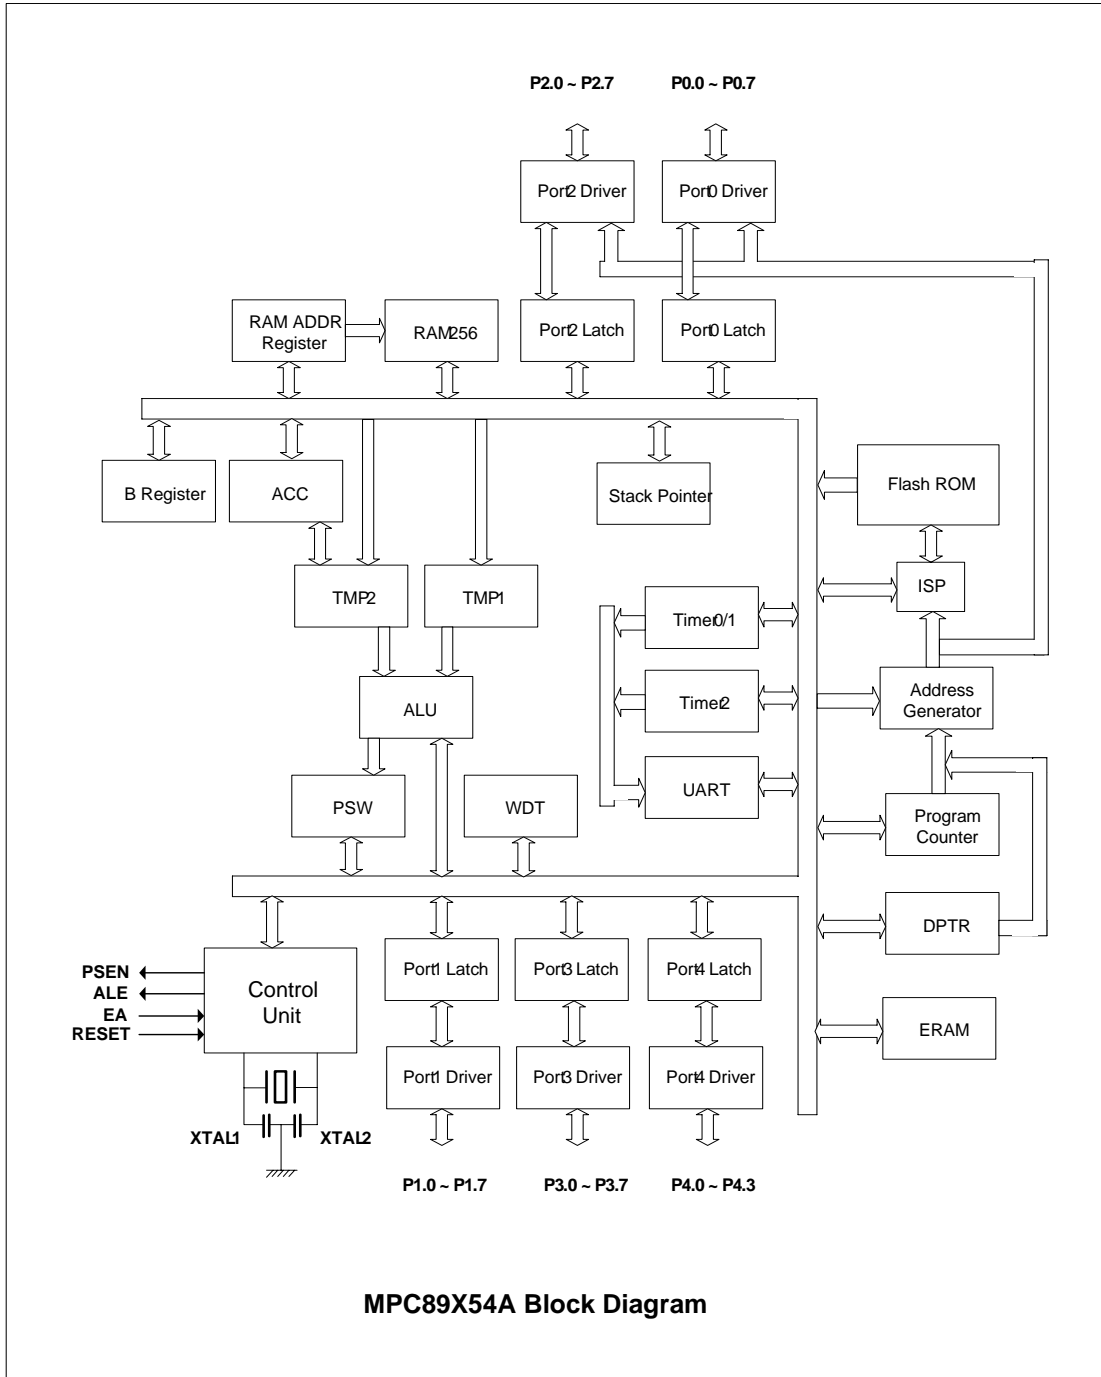 P2.0 ~ P2.7
P0.0 ~ P0.7
Port2 Driver
Port0 Driver
RAM ADDR
Register
RAM256
Port2 Latch
Port0 Latch
B Register
ACC
Stack Pointer
Flash ROM
TMP2
TMP1
ISP
Timer0/1
ALU
Timer2
Address
Generator
PSW
WDT
UART
Program
Counter
DPTR
Port1 Latch
Port3 Latch
Port4 Latch
PSEN
ALE
EA
RESET
Control
Unit
ERAM
Port1 Driver
Port3 Driver
Port4 Driver
XTAL1
XTAL2
P1.0 ~ P1.7
P3.0 ~ P3.7
P4.0 ~ P4.3
MPC89X54A Block Diagram